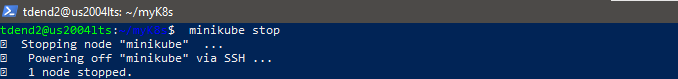 tdend2@us2004lts: ~/myK8s
tdend2@us2004lts:~/myK8s$ minikube stop
Stopping node "minikube" ...
Powering off "minikube" via SSH ...
1 node stopped.